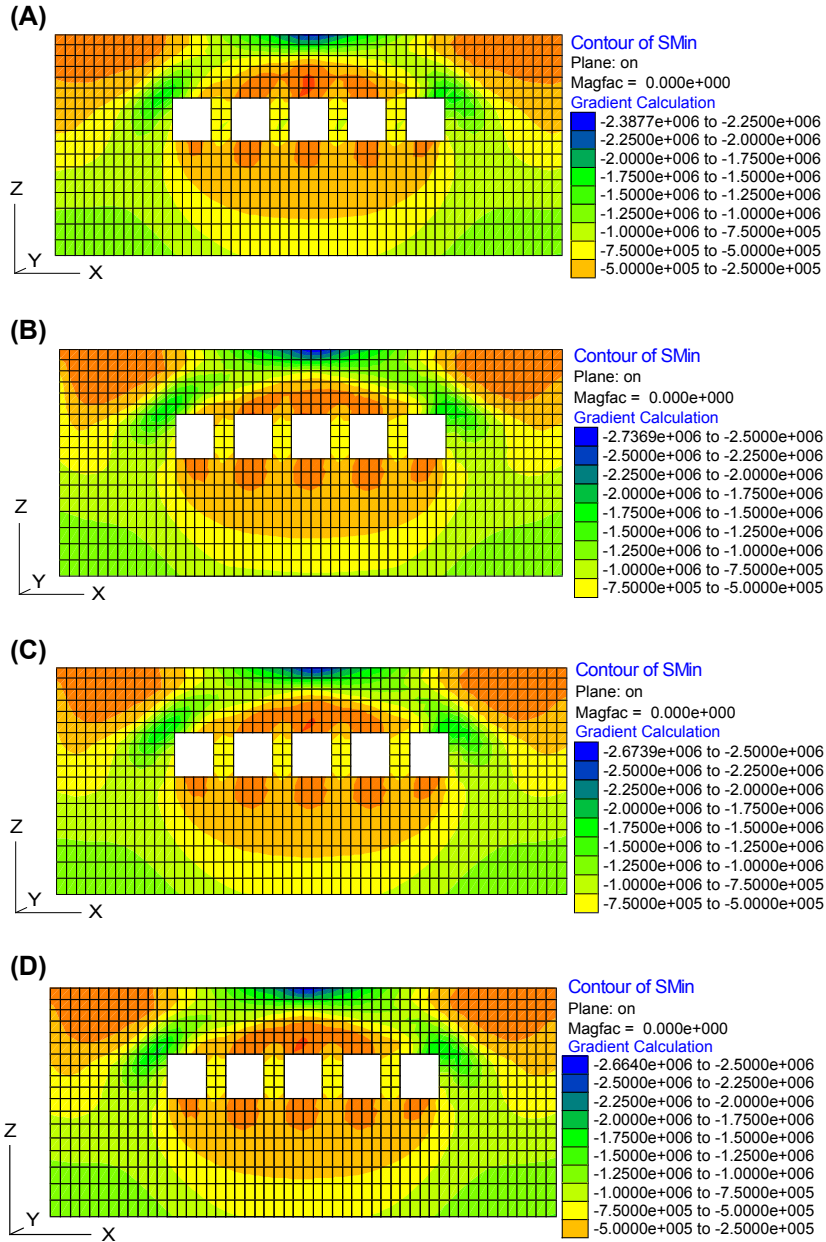 (A)
Contour of SMin
Plane: on
Magfac = 0.000e+000
Gradient Calculation
-2.3877e+006 to -2.2500e+006
-2.2500e+006 to -2.0000e+006
-2.0000e+006 to -1.7500e+006
-1.7500e+006 to -1.5000e+006
-1.5000e+006 to -1.2500e+006
-1.2500e+006 to -1.0000e+006
-1.0000e+006 to -7.5000e+005
-7.5000e+005 to -5.0000e+005
-5.0000e+005 to -2.5000e+005
Z
Y
X
(B)
Contour of SMin
Plane: on
Magfac = 0.000e+000
Gradient Calculation
-2.7369e+006 to -2.5000e+006
-2.5000e+006 to -2.2500e+006
-2.2500e+006 to -2.0000e+006
-2.0000e+006 to -1.7500e+006
-1.7500e+006 to -1.5000e+006
-1.5000e+006 to -1.2500e+006
-1.2500e+006 to -1.0000e+006
-1.0000e+006 to -7.5000e+005
-7.5000e+005 to -5.0000e+005
Z
Y
X
(C)
Contour of SMin
Plane: on
Magfac = 0.000e+000
Gradient Calculation
-2.6739e+006 to -2.5000e+006
-2.5000e+006 to -2.2500e+006
-2.2500e+006 to -2.0000e+006
-2.0000e+006 to -1.7500e+006
-1.7500e+006 to -1.5000e+006
-1.5000e+006 to -1.2500e+006
-1.2500e+006 to -1.0000e+006
-1.0000e+006 to -7.5000e+005
-7.5000e+005 to -5.0000e+005
Z
Y
X
(D)
Contour of SMin
Plane: on
Magfac = 0.000e+000
Gradient Calculation
-2.6640e+006 to -2.5000e+006
-2.5000e+006 to -2.2500e+006
-2.2500e+006 to -2.0000e+006
-2.0000e+006 to -1.7500e+006
-1.7500e+006 to -1.5000e+006
-1.5000e+006 to -1.2500e+006
-1.2500e+006 to -1.0000e+006
-1.0000e+006 to -7.5000e+005
-7.5000e+005 to -5.0000e+005
-5.0000e+005 to -2.5000e+005
Z
Y
X